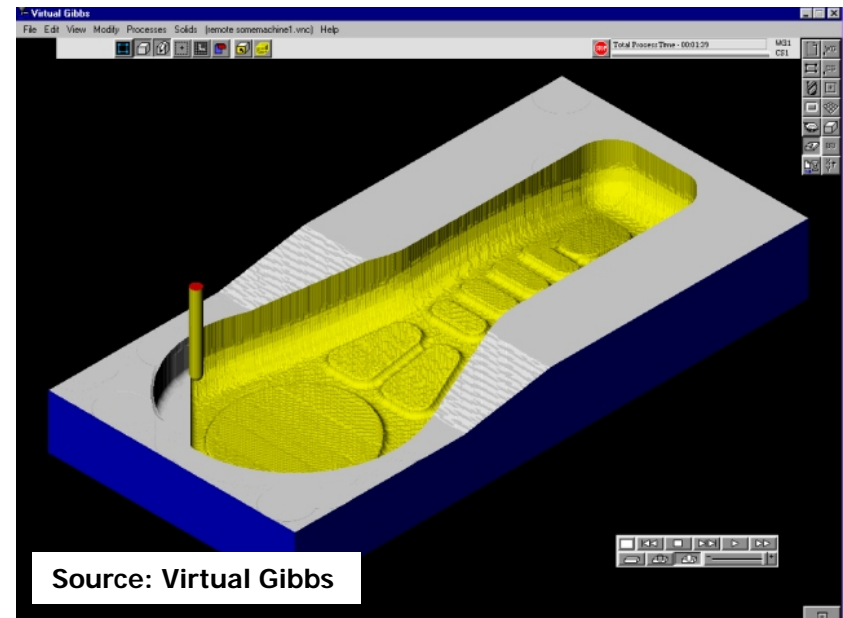 Virtual Gibbs
File Edit View Modify Processes Solids (remote somemachine1.vnc) Help
Total Process Time - 00:01:29
MG1
CS1
Source: Virtual Gibbs